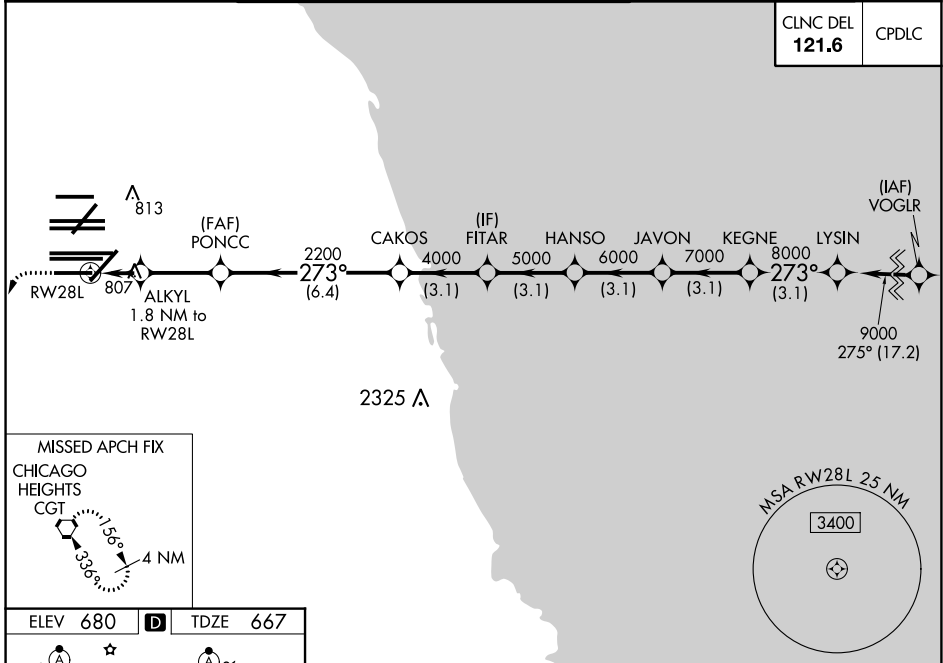 CLNC DEL
121.6
CPDLC
813
(FAF)
PONCC
CAKOS
(IF)
FITAR
HANSO
JAVON
KEGNE
LYSIN
(IAF)
VOGLR
2200
273°
(6.4)
4000
(3.1)
5000
(3.1)
6000
(3.1)
7000
(3.1)
8000
273°
(3.1)
9000
275° (17.2)
RW28L
807
ALKYL
1.8 NM to
RW28L
2325
MISSED APCH FIX
CHICAGO
HEIGHTS
CGT
156°
336°
4 NM
MSA RW28L 25 NM
3400
ELEV 680
D
TDZE 667
A
A